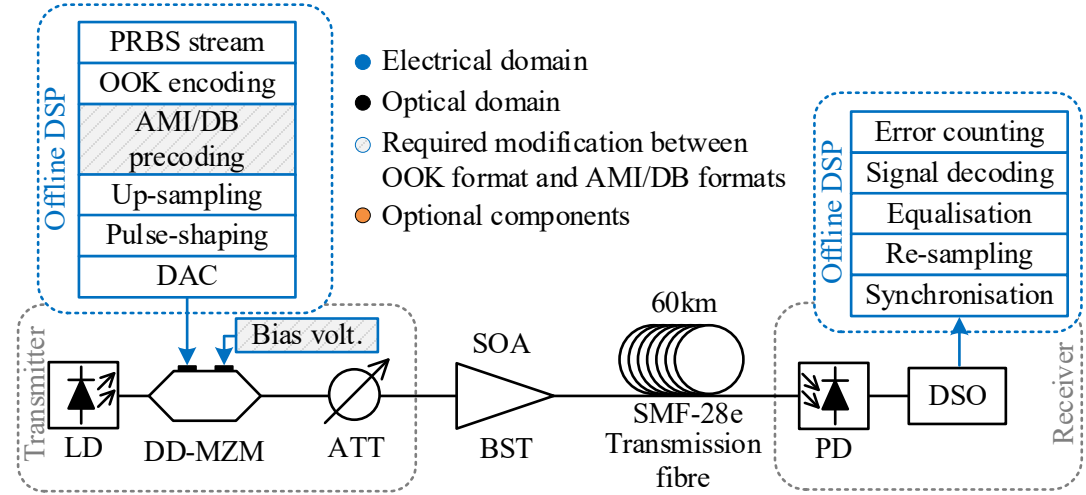 Offline DSP
PRBS stream
OOK encoding
AMI/DB
precoding
Up-sampling
Pulse-shaping
DAC
Electrical domain
Optical domain
Required modification between
OOK format and AMI/DB formats
Optional components
Offline DSP
Error counting
Signal decoding
Equalisation
Re-sampling
Synchronisation
Transmitter
Bias volt.
LD
DD-MZM
ATT
SOA
BST
60km
SMF-28e
Transmission
fibre
PD
DSO
Receiver